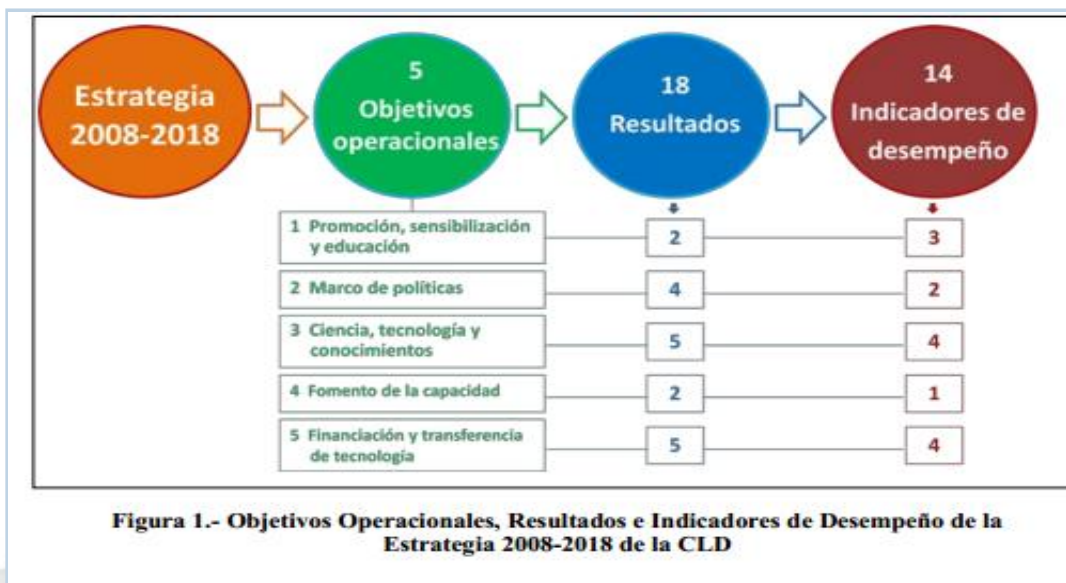 Estrategia
2008-2018
5
Objetivos
operacionales
18
Resultados
14
Indicadores de
desempeño
1 Promoción, sensibilización
y educación
2
3
2 Marco de políticas
4
2
3 Ciencia, tecnología y
conocimientos
5
4
4 Fomento de la capacidad
2
1
5 Financiación y transferencia
de tecnología
5
4
Figura 1.- Objetivos Operacionales, Resultados e Indicadores de Desempeño de la
Estrategia 2008-2018 de la CLD